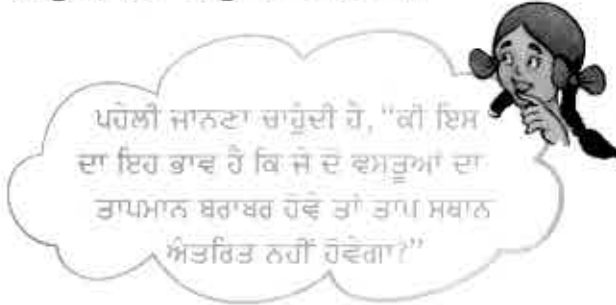 ਪਹੇਲੀ ਜਾਨਣਾ ਚਾਹੁੰਦੀ ਹੈ, "ਕੀ ਇਸ
ਦਾ ਇਹ ਭਾਵ ਹੈ ਕਿ ਜੇ ਦੋ ਵਸਤੂਆਂ ਦਾ
ਤਾਪਮਾਨ ਬਰਾਬਰ ਹੋਵੇ ਤਾਂ ਤਾਪ ਸਥਾਨ
ਅੰਤਰਿਤ ਨਹੀਂ ਹੋਵੇਗਾ?"